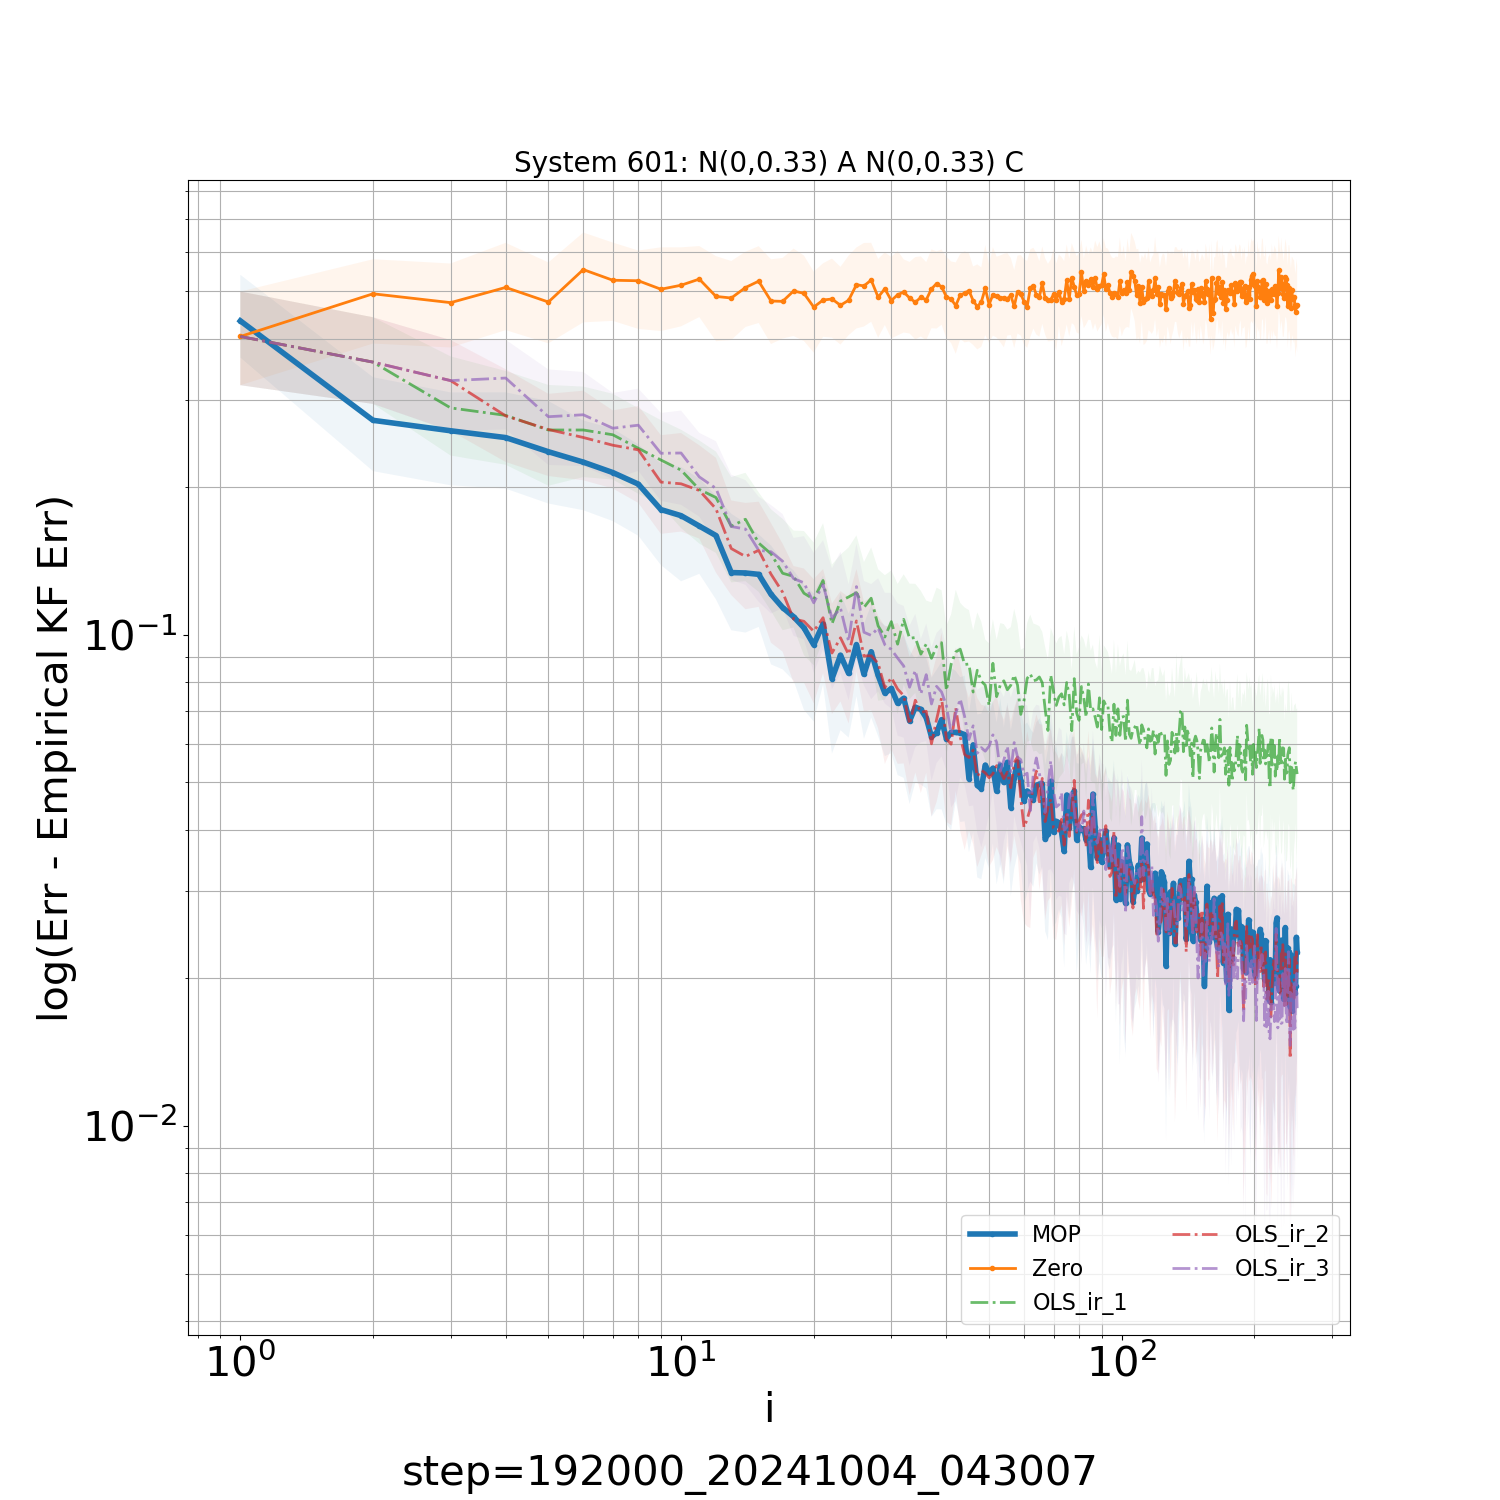 System 601: N(0,0.33) A N(0,0.33) C
log(Err - Empirical KF Err)
10⁻¹
10⁻²
MOP
Zero
OLS_ir_1
OLS_ir_2
OLS_ir_3
10⁰ 10¹ 10²
i
step=192000_20241004_043007